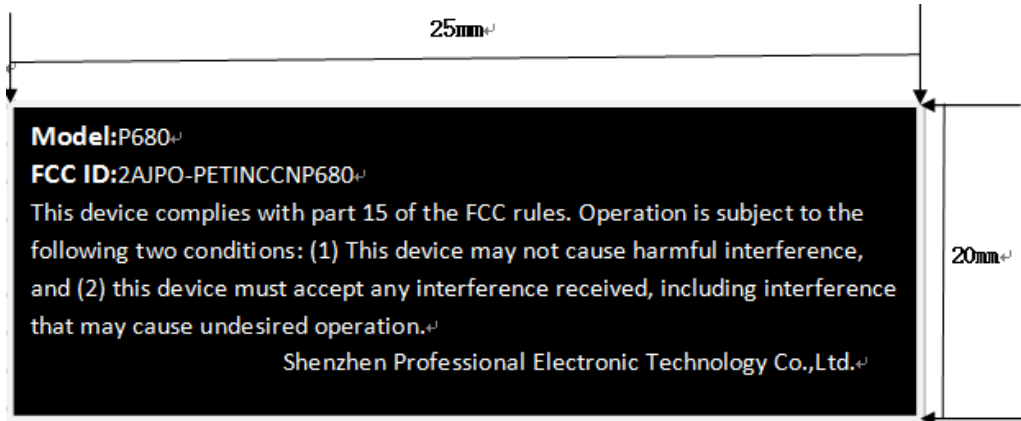 25mm
Model:P680
FCC ID:2AJPO-PETINCCNP680
This device complies with part 15 of the FCC rules. Operation is subject to the
following two conditions: (1) This device may not cause harmful interference,
and (2) this device must accept any interference received, including interference
that may cause undesired operation.
Shenzhen Professional Electronic Technology Co.,Ltd.
20mm